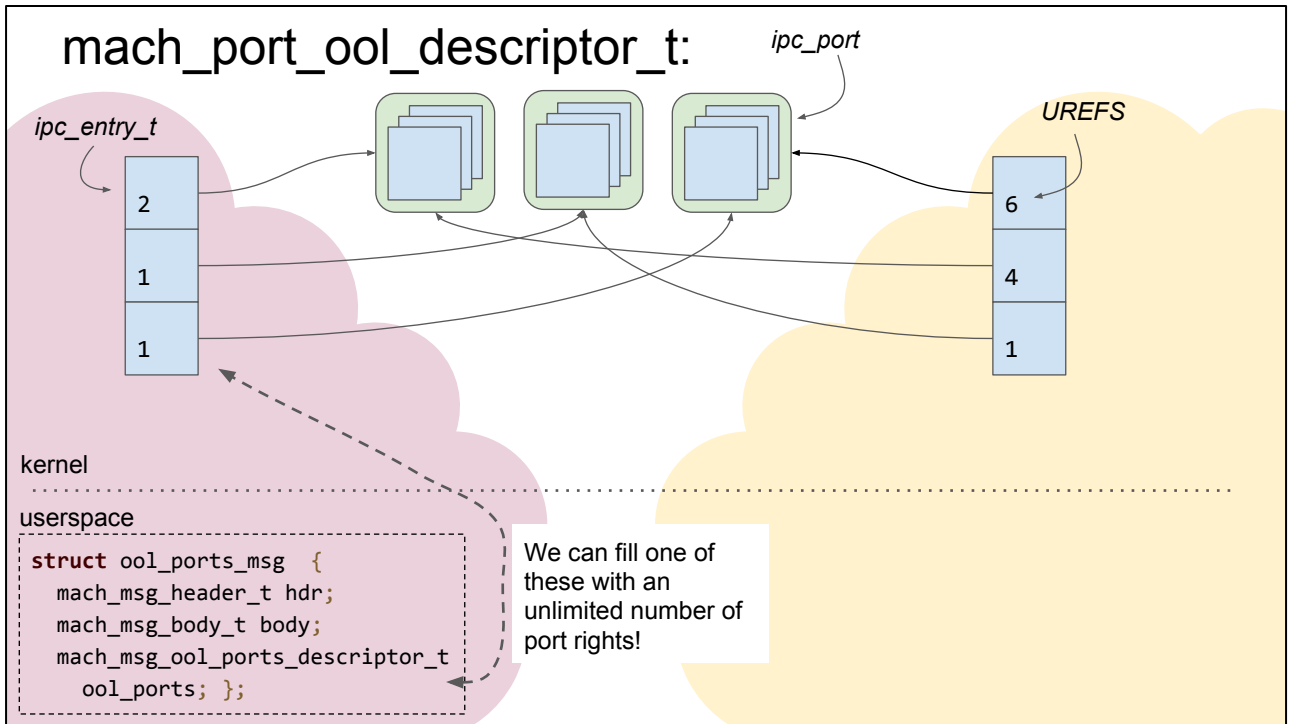 mach_port_ool_descriptor_t:
ipc_port
ipc_entry_t
UREFS
2
1
1
6
4
1
kernel
userspace
struct ool_ports_msg {
mach_msg_header_t hdr;
mach_msg_body_t body;
mach_msg_ool_ports_descriptor_t
ool_ports; };
We can fill one of
these with an
unlimited number of
port rights!